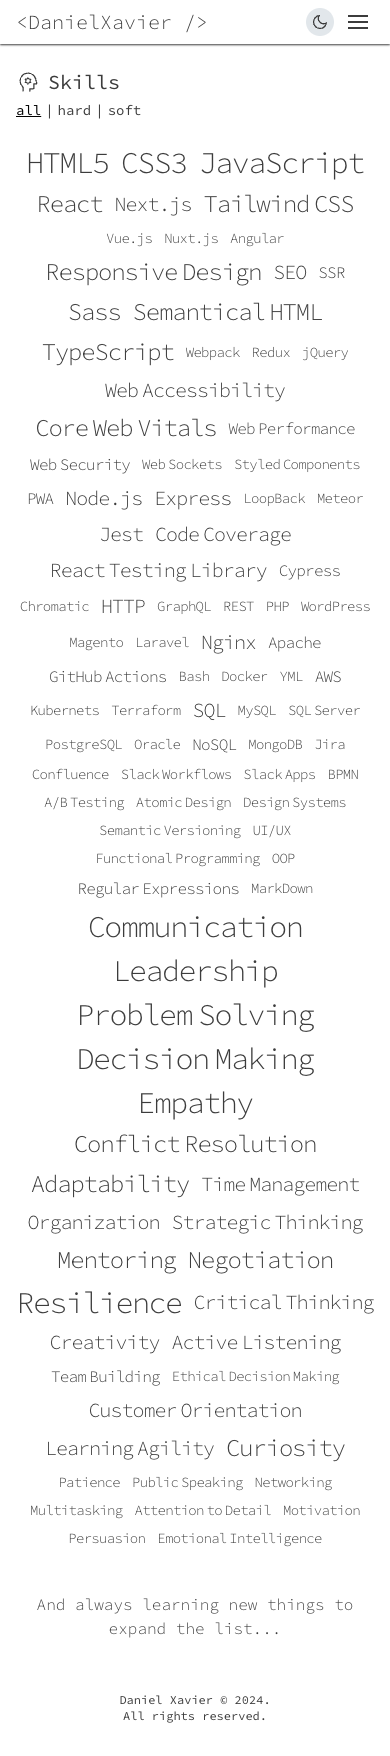 <DanielXavier />
Skills
all | hard | soft
HTML5 CSS3 JavaScript
React Next.js Tailwind CSS
Vue.js Nuxt.js Angular
Responsive Design SEO SSR
Sass Semantical HTML
TypeScript Webpack Redux jQuery
Web Accessibility
Core Web Vitals Web Performance
Web Security Web Sockets Styled Components
PWA Node.js Express LoopBack Meteor
Jest Code Coverage
React Testing Library Cypress
Chromatic HTTP GraphQL REST PHP WordPress
Magento Laravel Nginx Apache
GitHub Actions Bash Docker YML AWS
Kubernets Terraform SQL MySQL SQL Server
PostgreSQL Oracle NoSQL MongoDB Jira
Confluence Slack Workflows Slack Apps BPMN
A/B Testing Atomic Design Design Systems
Semantic Versioning UI/UX
Functional Programming OOP
Regular Expressions MarkDown
Communication
Leadership
Problem Solving
Decision Making
Empathy
Conflict Resolution
Adaptability Time Management
Organization Strategic Thinking
Mentoring Negotiation
Resilience Critical Thinking
Creativity Active Listening
Team Building Ethical Decision Making
Customer Orientation
Learning Agility Curiosity
Patience Public Speaking Networking
Multitasking Attention to Detail Motivation
Persuasion Emotional Intelligence
And always learning new things to
expand the list...
Daniel Xavier © 2024.
All rights reserved.